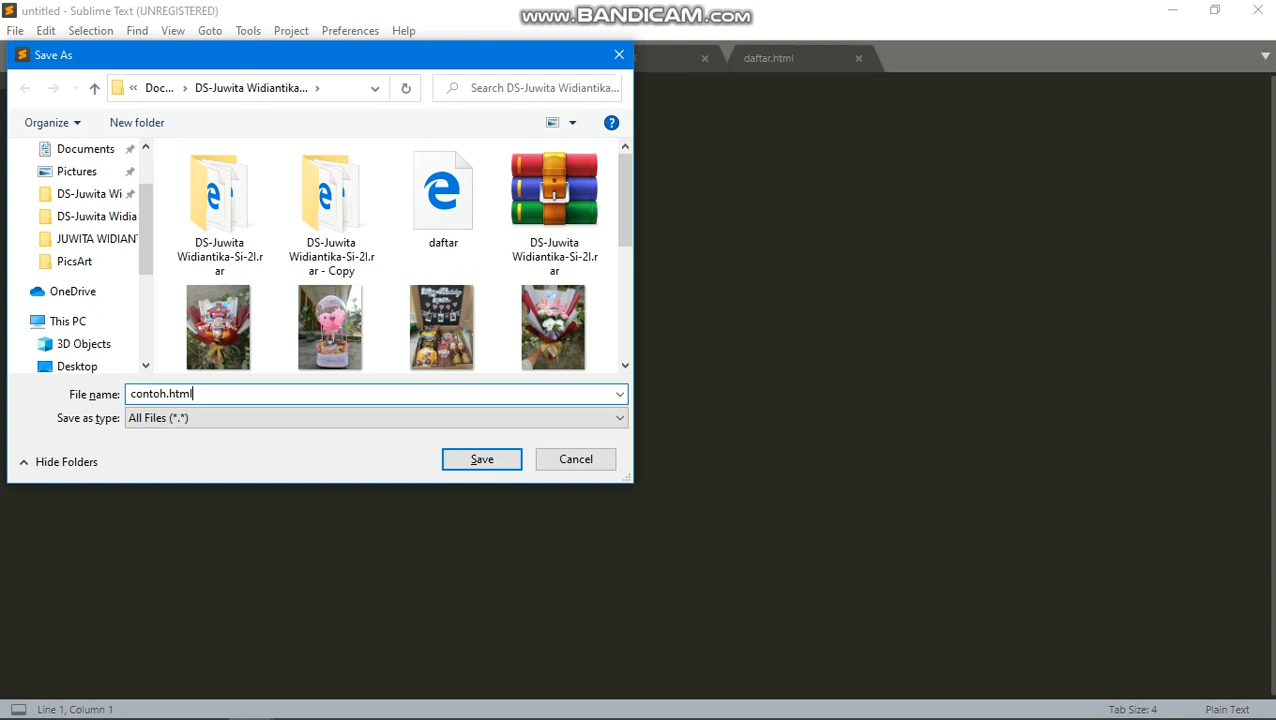 untitled - Sublime Text (UNREGISTERED)
www.BANDICAM.com
File Edit Selection Find View Goto Tools Project Preferences Help
Save As
daftar.html
« Doc... › DS-Juwita Widiantika... ›
Search DS-Juwita Widiantika...
Organize
New folder
Documents
Pictures
DS-Juwita Wi
DS-Juwita Widia
JUWITA WIDIAN
PicsArt
OneDrive
This PC
3D Objects
Desktop
DS-Juwita
Widiantika-Si-2I.r
ar
DS-Juwita
Widiantika-Si-2I.r
ar - Copy
daftar
DS-Juwita
Widiantika-Si-2I.r
ar
File name: contoh.html
Save as type: All Files (*.*)
Hide Folders
Save
Cancel
Line 1, Column 1
Tab Size: 4
Plain Text